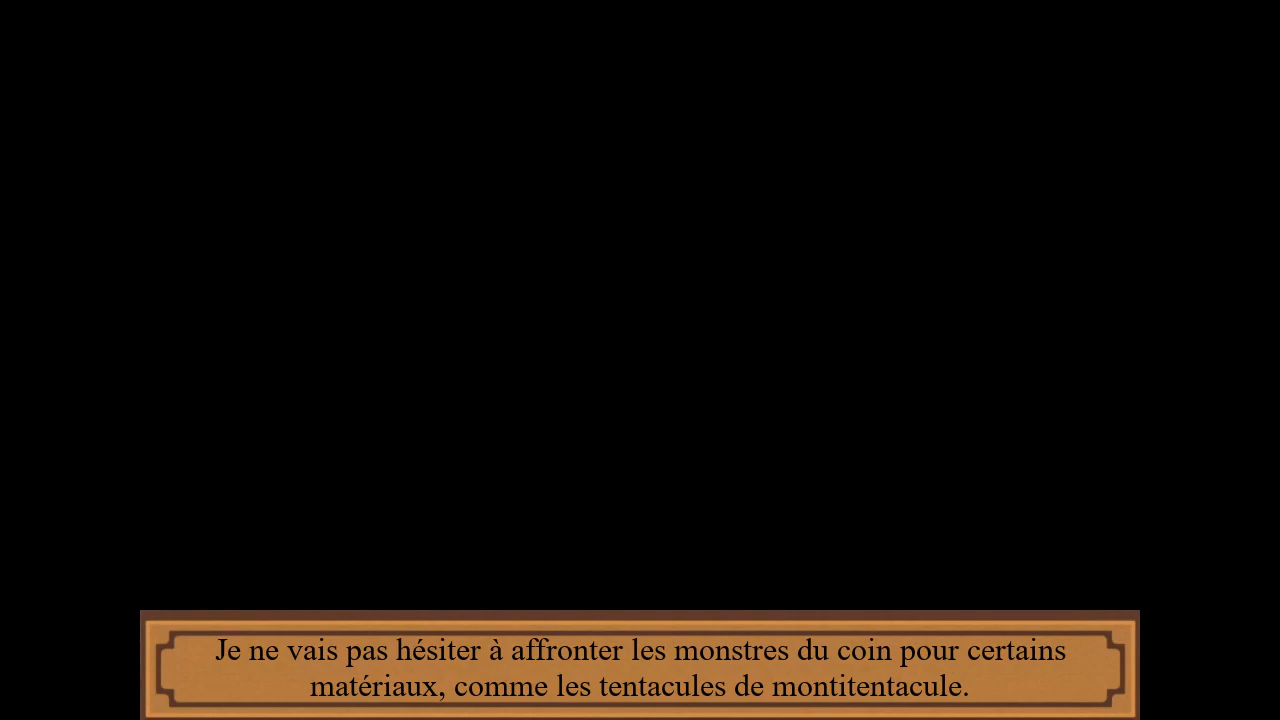 Je ne vais pas hésiter à affronter les monstres du coin pour certains
matériaux, comme les tentacules de montitentacule.